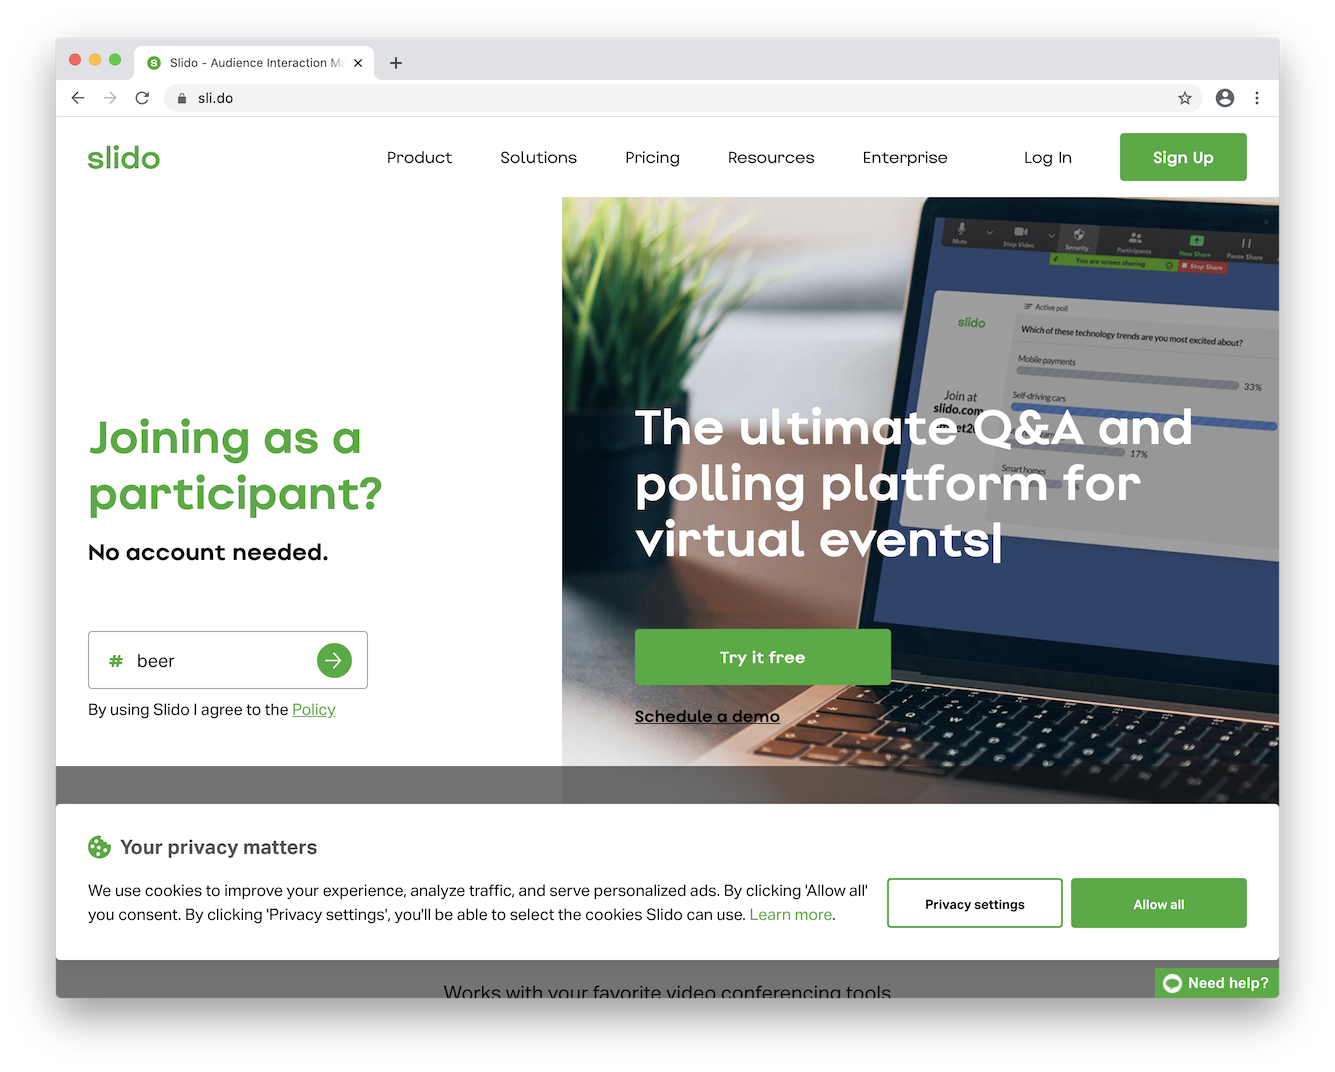 Slido - Audience Interaction Ma
sli.do
slido
Product
Solutions
Pricing
Resources
Enterprise
Log In
Sign Up
Joining as a
participant?
No account needed.
# beer
By using Slido I agree to the Policy
Mute
Stop Video
Security
Participants
New Share
Pause Share
You are screen sharing
Stop Share
slido
Active poll
Which of these technology trends are you most excited about?
Mobile payments
33%
Self-driving cars
Join at
slido.com
17%
Smart homes
The ultimate Q&A and
polling platform for
virtual events
Try it free
Schedule a demo
Your privacy matters
We use cookies to improve your experience, analyze traffic, and serve personalized ads. By clicking 'Allow all'
you consent. By clicking 'Privacy settings', you'll be able to select the cookies Slido can use. Learn more.
Privacy settings
Allow all
Works with your favorite video conferencing tools
Need help?